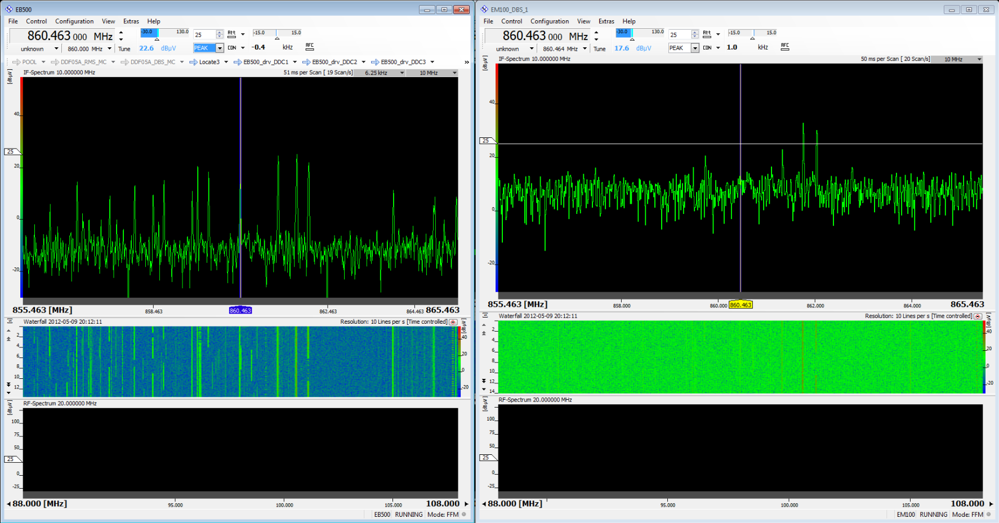 EB500
File Control Configuration View Extras Help
860.463 000 MHz
-30.0 130.0
25
Att
-15.0 15.0
unknown
860.000 MHz
Tune
22.6 dBµV
PEAK
CON
-0.4 kHz
AFC
POOL DDF05A_RMS_MC DDF05A_DBS_MC Locate3 EB500_drv_DDC1 EB500_drv_DDC2 EB500_drv_DDC3 »
[dBµV]
IF-Spectrum 10.000000 MHz
51 ms per Scan [ 19 Scan/s] 6.25 kHz 10 MHz
40
25
20
0
-20
855.463 [MHz] 858.463 860.463 862.463 864.463 865.463
[s]
Waterfall 2012-05-09 20:12:11
Resolution: 10 Lines per s [Time controlled]
[dBµV]
2
4
6
8
10
12
40
20
0
-20
[dBµV]
RF-Spectrum 20.000000 MHz
100
75
50
25
0
-25
88.000 [MHz] 95.000 100.000 105.000 108.000
EB500 RUNNING Mode: FFM
EM100_DBS_1
File Control Configuration View Extras Help
860.463 000 MHz
-30.0 130.0
25
Att
-15.0 15.0
unknown
860.464 MHz
Tune
17.6 dBµV
PEAK
CON
1.0 kHz
AFC
[dBµV]
IF-Spectrum 10.000000 MHz
50 ms per Scan [ 20 Scan/s] 10 MHz
40
25
20
0
-20
855.463 [MHz] 858.000 860.000 860.463 862.000 864.000 865.463
[s]
Waterfall 2012-05-09 20:12:11
Resolution: 10 Lines per s [Time controlled]
[dBµV]
2
4
6
8
10
12
14
40
20
0
-20
[dBµV]
RF-Spectrum 20.000000 MHz
100
75
50
25
0
-25
88.000 [MHz] 95.000 100.000 105.000 108.000
EM100 RUNNING Mode: FFM